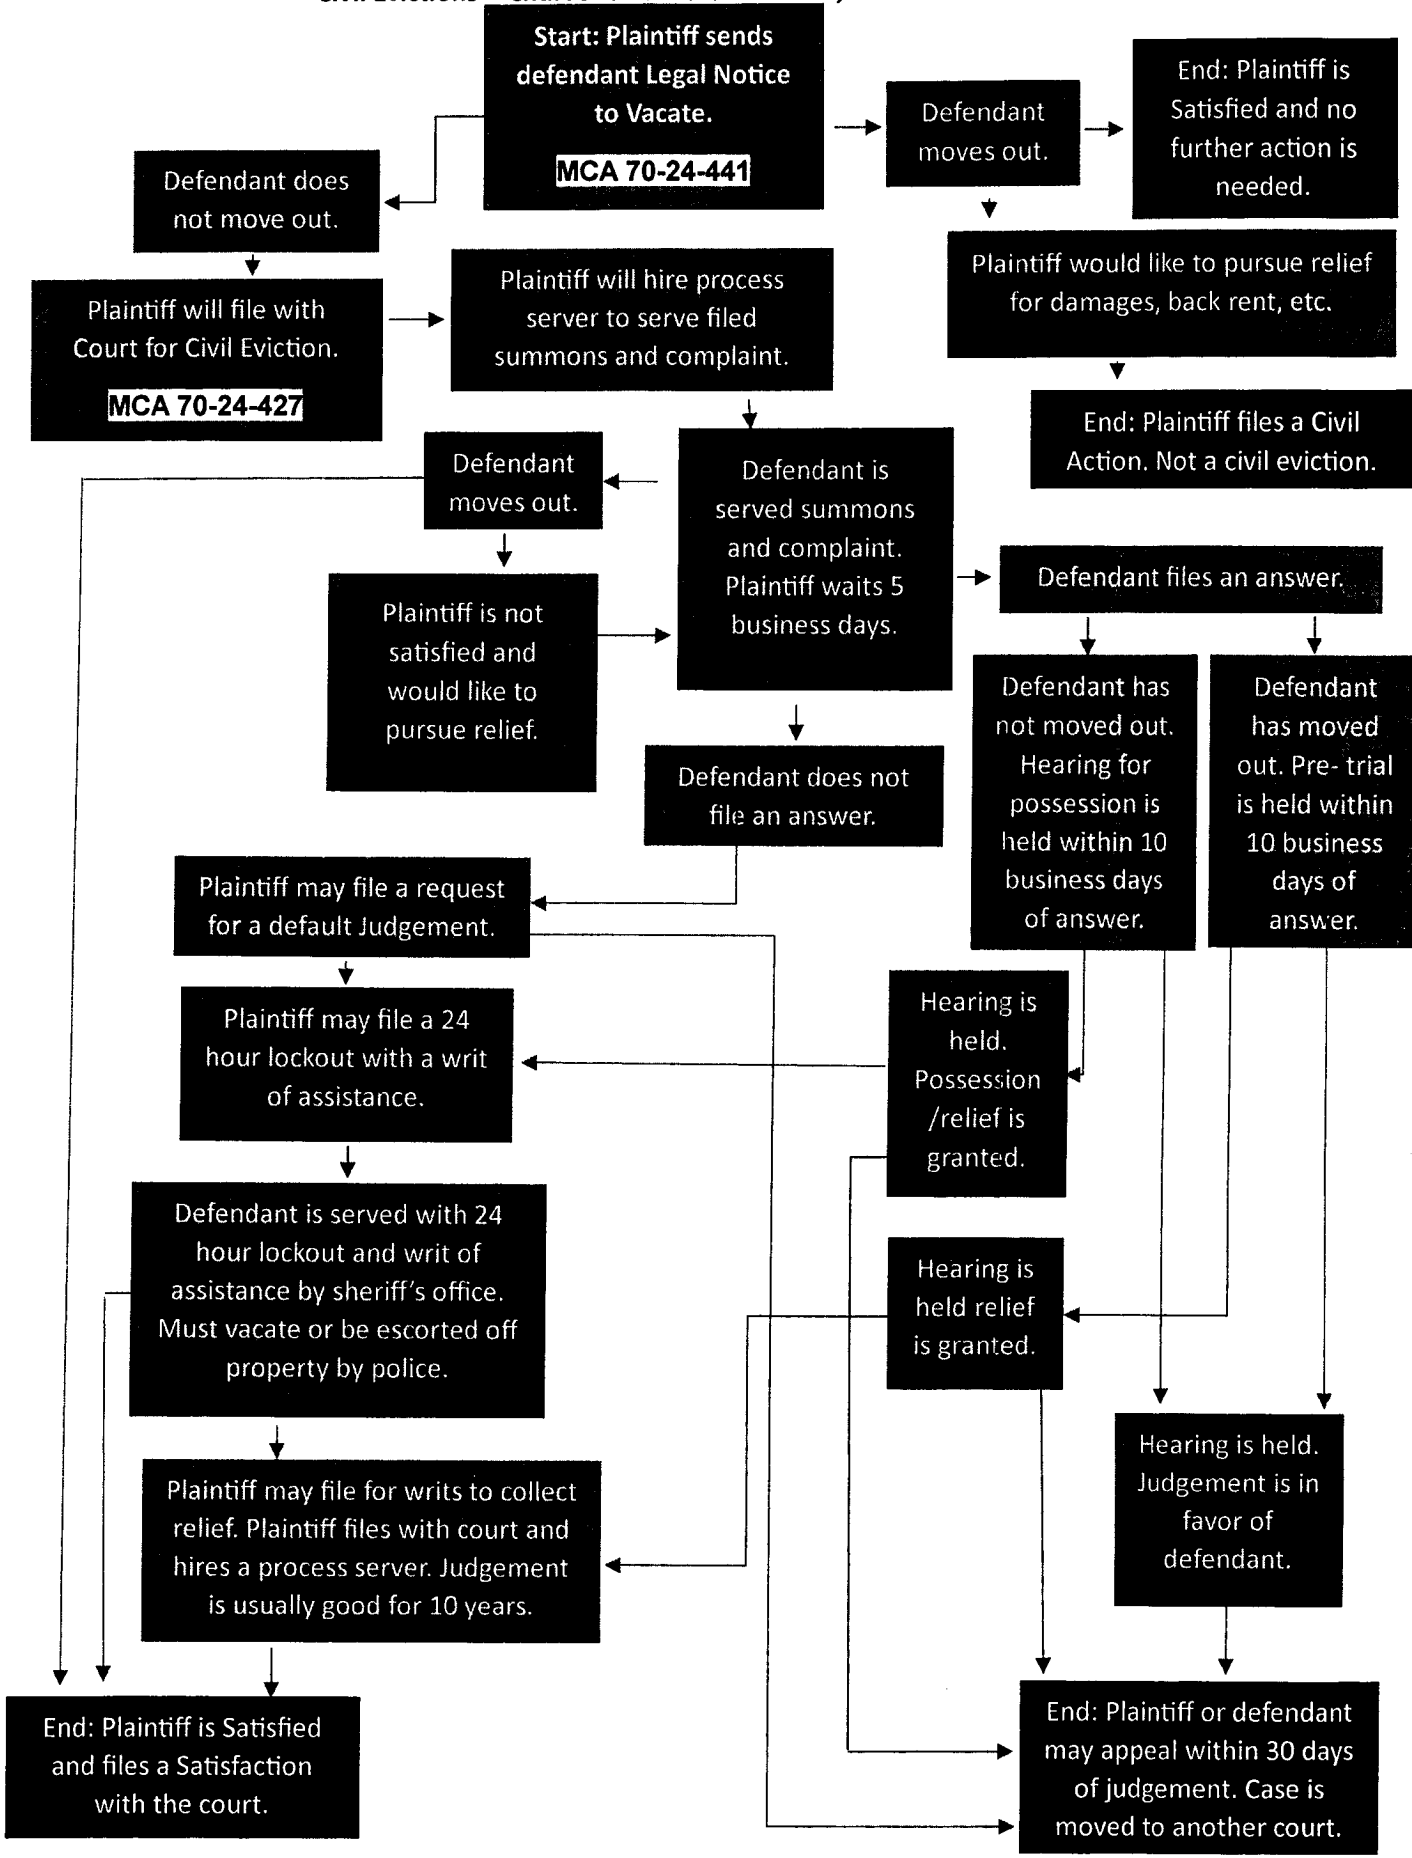 Start: Plaintiff sends
defendant Legal Notice
to Vacate.
MCA 70-24-441
Defendant
moves out.
End: Plaintiff is
Satisfied and no
further action is
needed.
Defendant does
not move out.
Plaintiff would like to pursue relief
for damages, back rent, etc.
Plaintiff will file with
Court for Civil Eviction.
MCA 70-24-427
Plaintiff will hire process
server to serve filed
summons and complaint.
End: Plaintiff files a Civil
Action. Not a civil eviction.
Defendant
moves out.
Defendant is
served summons
and complaint.
Plaintiff waits 5
business days.
Defendant files an answer.
Plaintiff is not
satisfied and
would like to
pursue relief.
Defendant has
not moved out.
Hearing for
possession is
held within 10
business days
of answer.
Defendant
has moved
out. Pre- trial
is held within
10 business
days of
answer.
Defendant does not
file an answer.
Plaintiff may file a request
for a default Judgement.
Plaintiff may file a 24
hour lockout with a writ
of assistance.
Hearing is
held.
Possession
/relief is
granted.
Defendant is served with 24
hour lockout and writ of
assistance by sheriff's office.
Must vacate or be escorted off
property by police.
Hearing is
held relief
is granted.
Hearing is held.
Judgement is in
favor of
defendant.
Plaintiff may file for writs to collect
relief. Plaintiff files with court and
hires a process server. Judgement
is usually good for 10 years.
End: Plaintiff is Satisfied
and files a Satisfaction
with the court.
End: Plaintiff or defendant
may appeal within 30 days
of judgement. Case is
moved to another court.